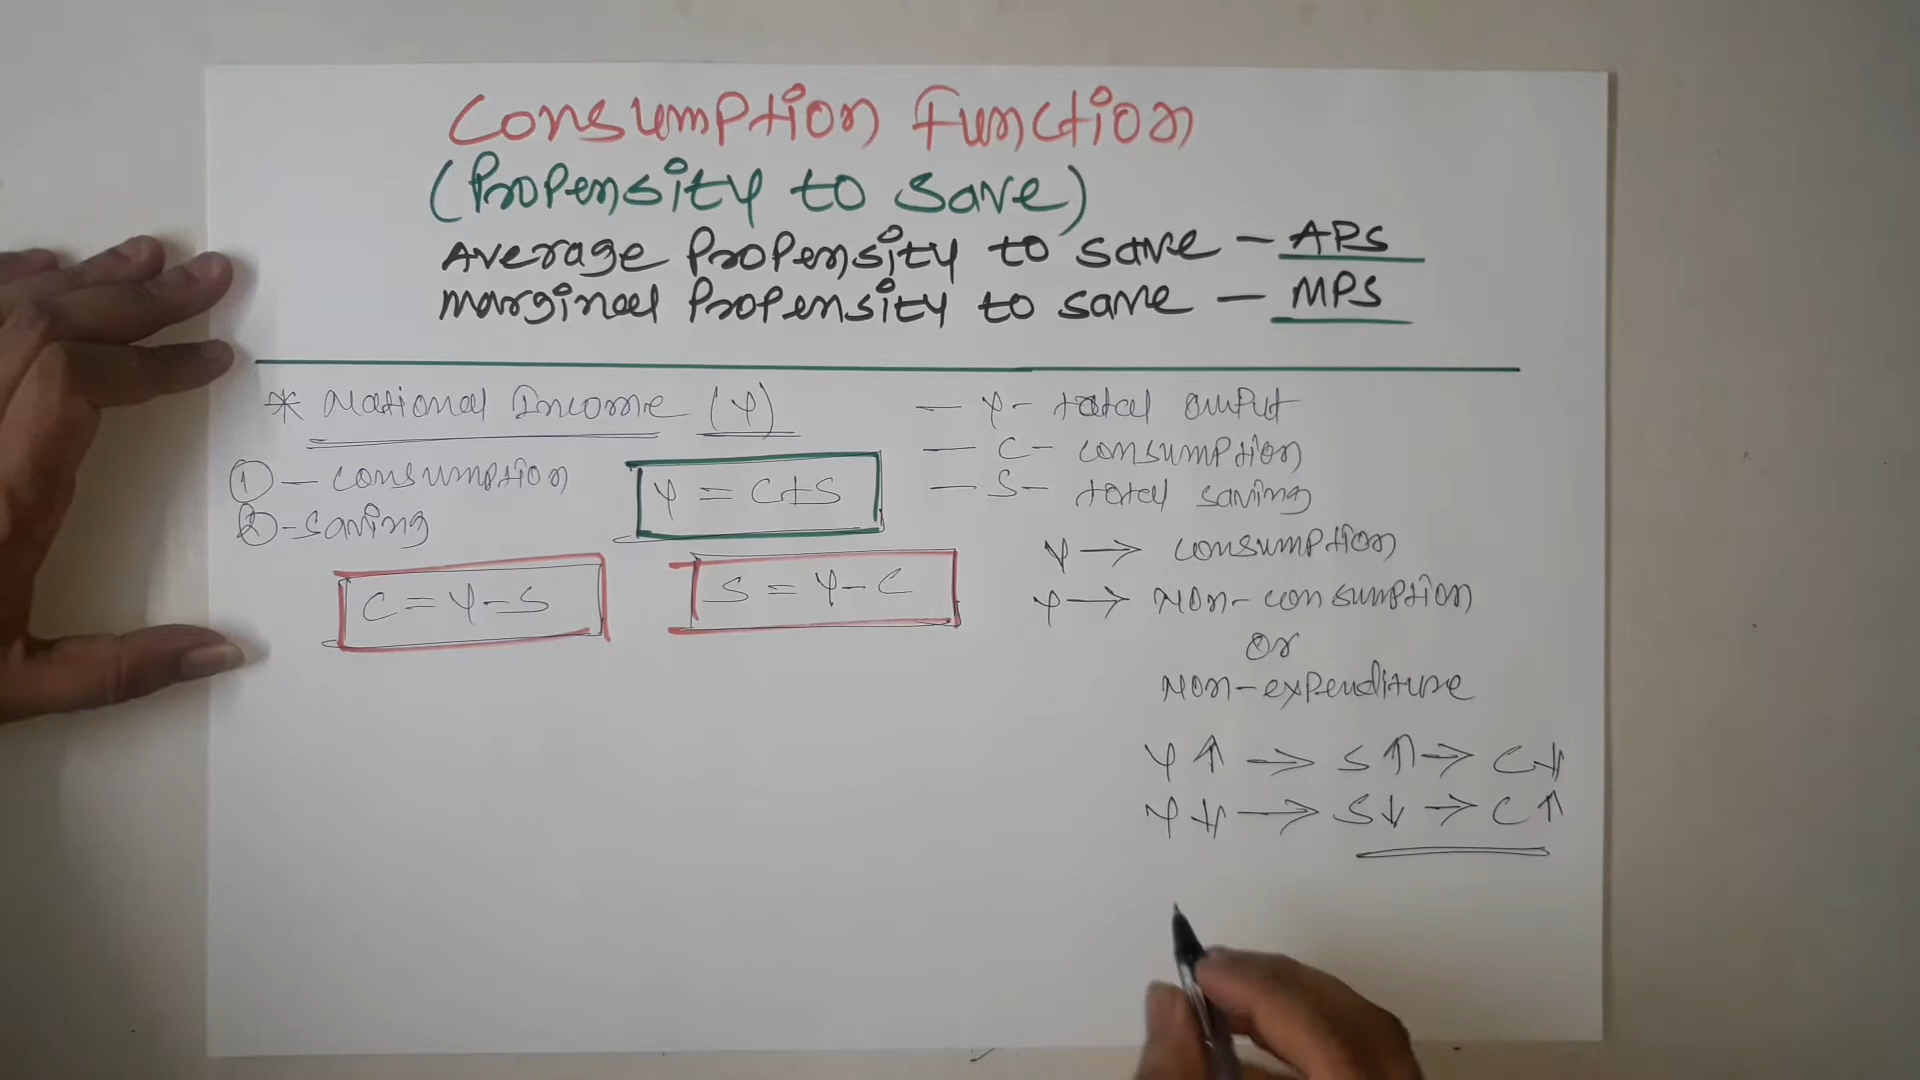 Consumption Function
(Propensity to save)
Average Propensity to save – APS
Marginal Propensity to save – MPS
* National Income (Y)
① – consumption
② – saving
Y = C+S
C = Y – S
S = Y – C
– Y – total output
– C – consumption
– S – total saving
Y → consumption
Y → Non-consumption
or
Non-expenditure
Y ↑ → S ↑ → C ↓
Y ↓ → S ↓ → C ↑